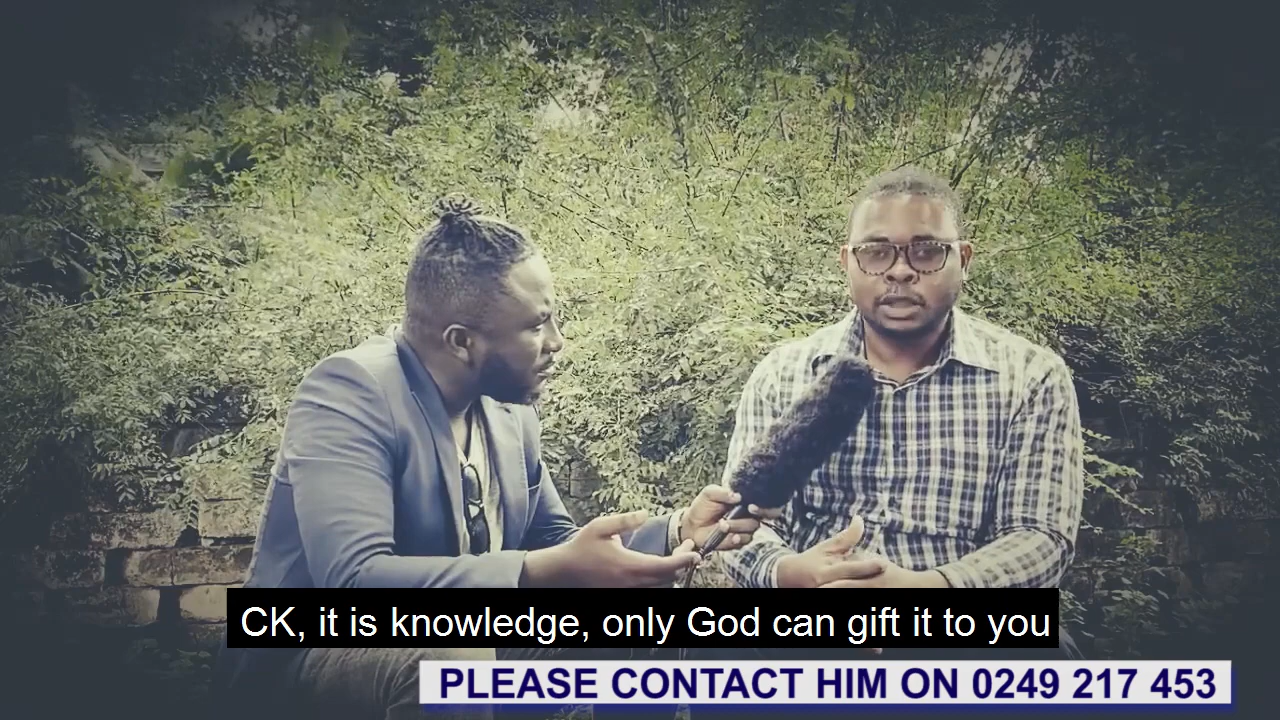 CK, it is knowledge, only God can gift it to you
PLEASE CONTACT HIM ON 0249 217 453